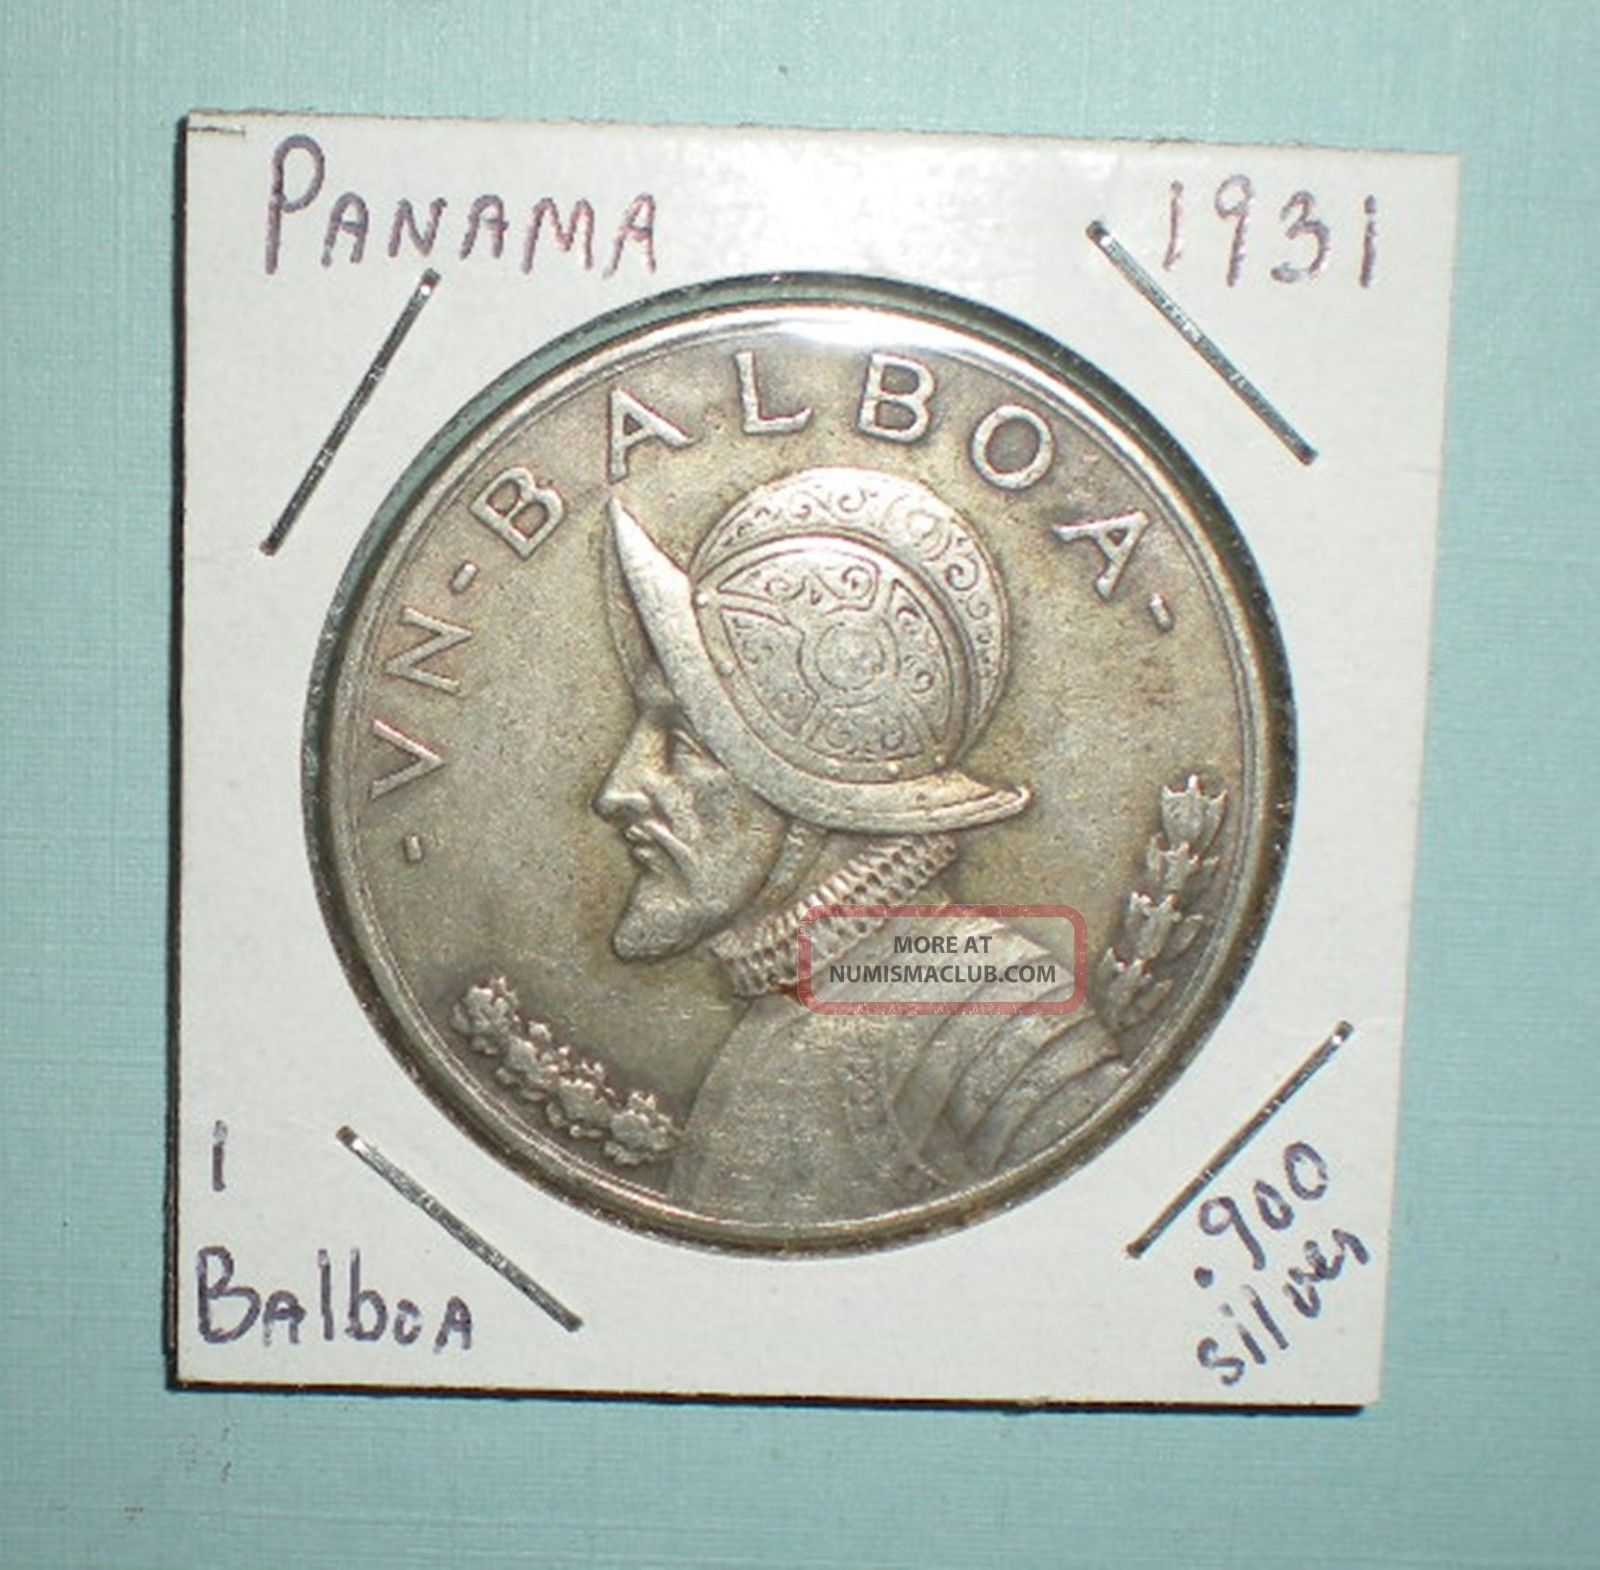 PANAMA
1931
- VN - BALBOA -
MORE AT
NUMISMACLUB.COM
1
BAlboA
.900
silver